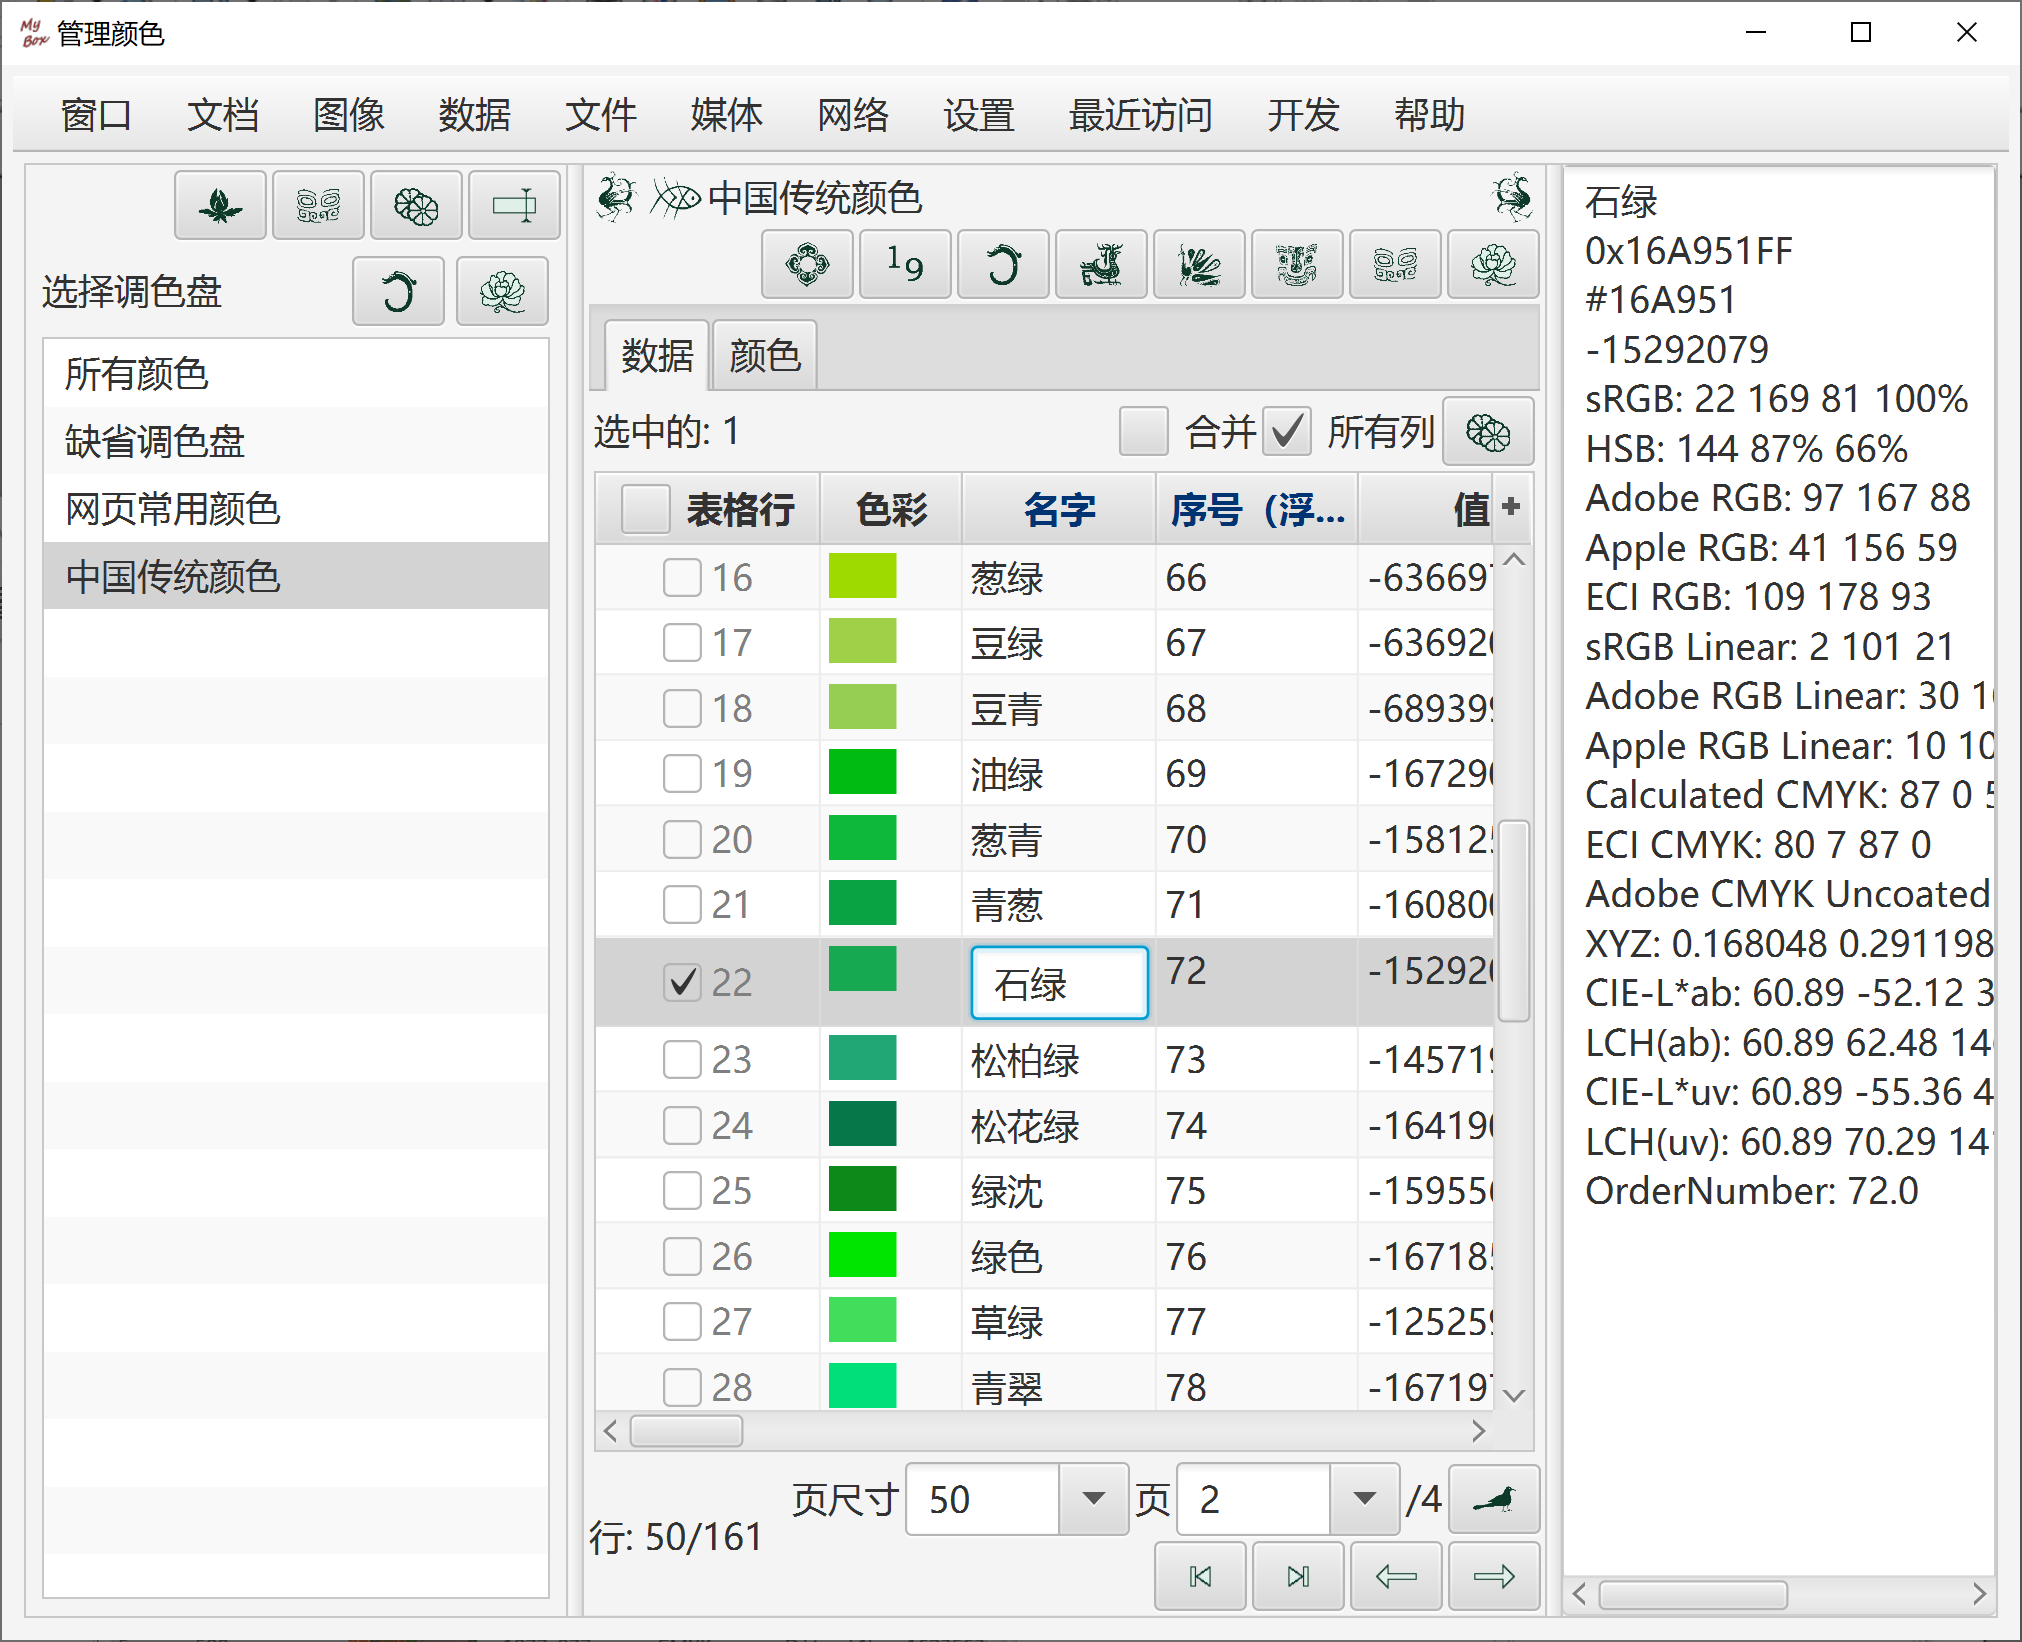 My Box 管理颜色
窗口 文档 图像 数据 文件 媒体 网络 设置 最近访问 开发 帮助
选择调色盘
所有颜色
缺省调色盘
网页常用颜色
中国传统颜色
中国传统颜色
19
数据 颜色
选中的: 1 合并 所有列
表格行 色彩 名字 序号（浮... 值 +
16 葱绿 66 -63669
17 豆绿 67 -63692
18 豆青 68 -68939
19 油绿 69 -16729
20 葱青 70 -15812
21 青葱 71 -16080
22 石绿 72 -15292
23 松柏绿 73 -14571
24 松花绿 74 -16419
25 绿沈 75 -15955
26 绿色 76 -16718
27 草绿 77 -12525
28 青翠 78 -16719
页尺寸 50 页 2 /4
行: 50/161
石绿
0x16A951FF
#16A951
-15292079
sRGB: 22 169 81 100%
HSB: 144 87% 66%
Adobe RGB: 97 167 88
Apple RGB: 41 156 59
ECI RGB: 109 178 93
sRGB Linear: 2 101 21
Adobe RGB Linear: 30 1
Apple RGB Linear: 10 10
Calculated CMYK: 87 0 5
ECI CMYK: 80 7 87 0
Adobe CMYK Uncoated
XYZ: 0.168048 0.291198
CIE-L*ab: 60.89 -52.12 3
LCH(ab): 60.89 62.48 14
CIE-L*uv: 60.89 -55.36 4
LCH(uv): 60.89 70.29 14
OrderNumber: 72.0